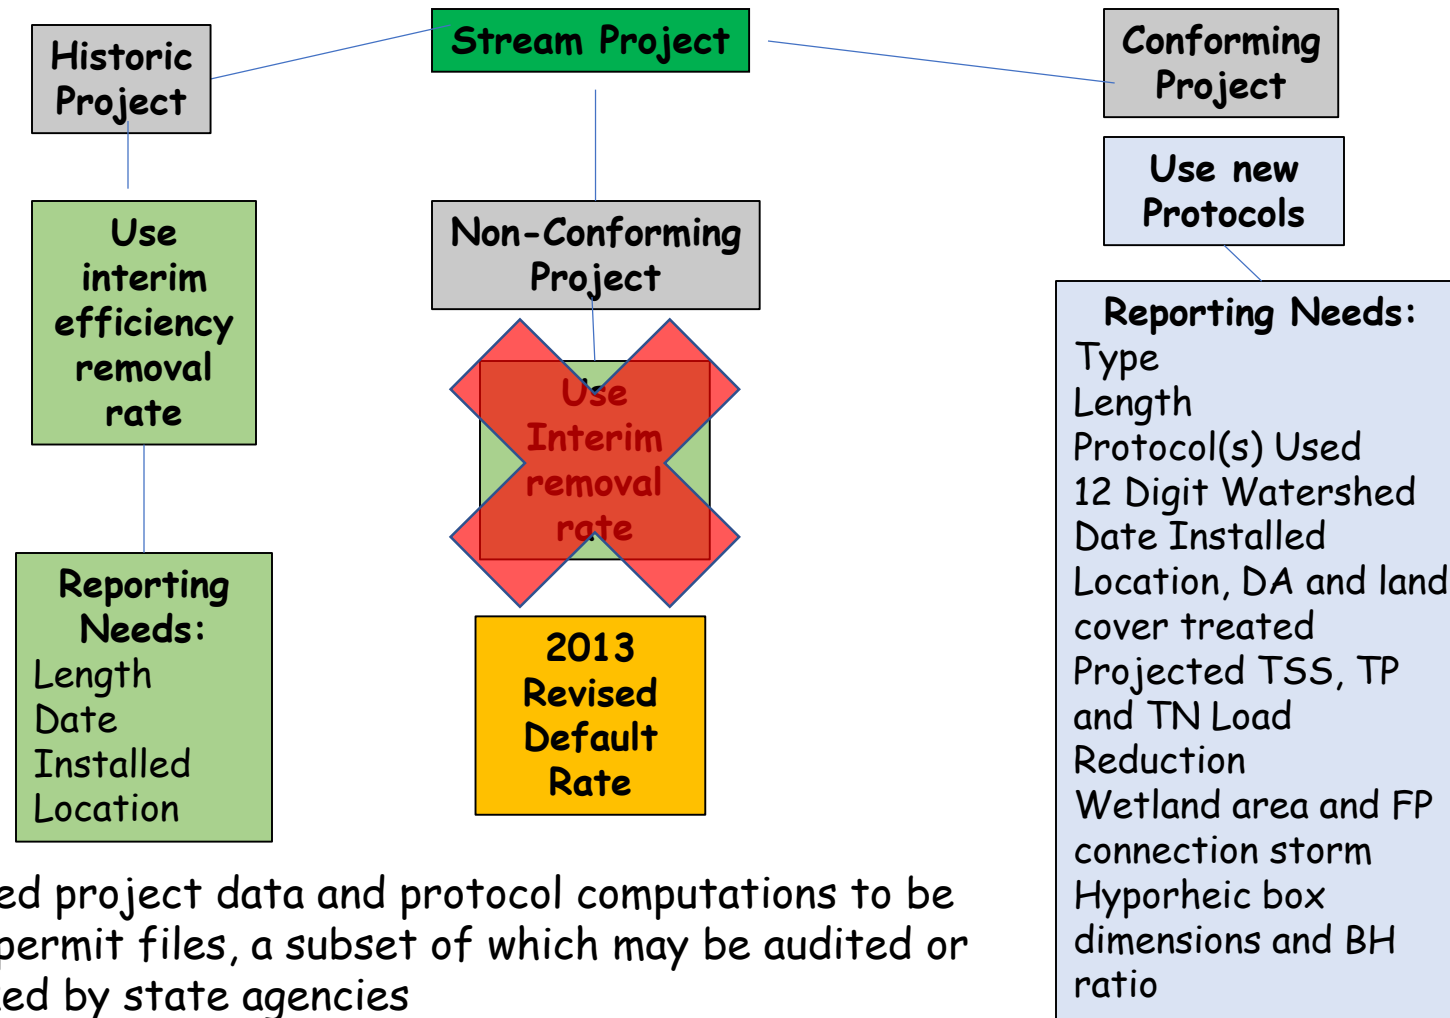 Historic
Project
Stream Project
Conforming
Project
Use
interim
efficiency
removal
rate
Reporting
Needs:
Length
Date
Installed
Location
Non-Conforming
Project
Use
Interim
removal
rate
2013
Revised
Default
Rate
Use new
Protocols
Reporting Needs:
Type
Length
Protocol(s) Used
12 Digit Watershed
Date Installed
Location, DA and land
cover treated
Projected TSS, TP
and TN Load
Reduction
Wetland area and FP
connection storm
Hyporheic box
dimensions and BH
ratio
project data and protocol computations to be
permit files, a subset of which may be audited or
by state agencies